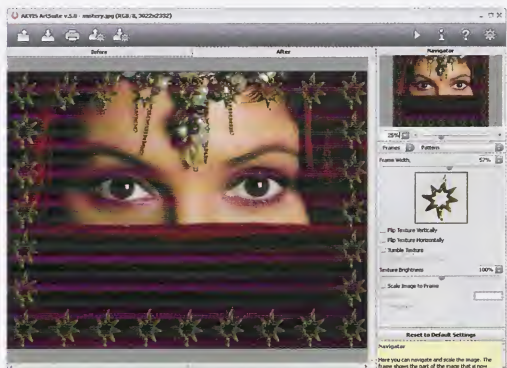 AKVIS ArtSuite v.5.0 - mystery.jpg (RGB/8, 3022x2332)
Before
After
Navigator
25%
Frames
Pattern
Frame Width,
57%
Flip Texture Vertically
Flip Texture Horizontally
Tumble Texture
Texture Brightness
100%
Scale Image to Frame
Reset to Default Settings
Navigator
Here you can navigate and scale the image. The
frame shows the part of the image that is now